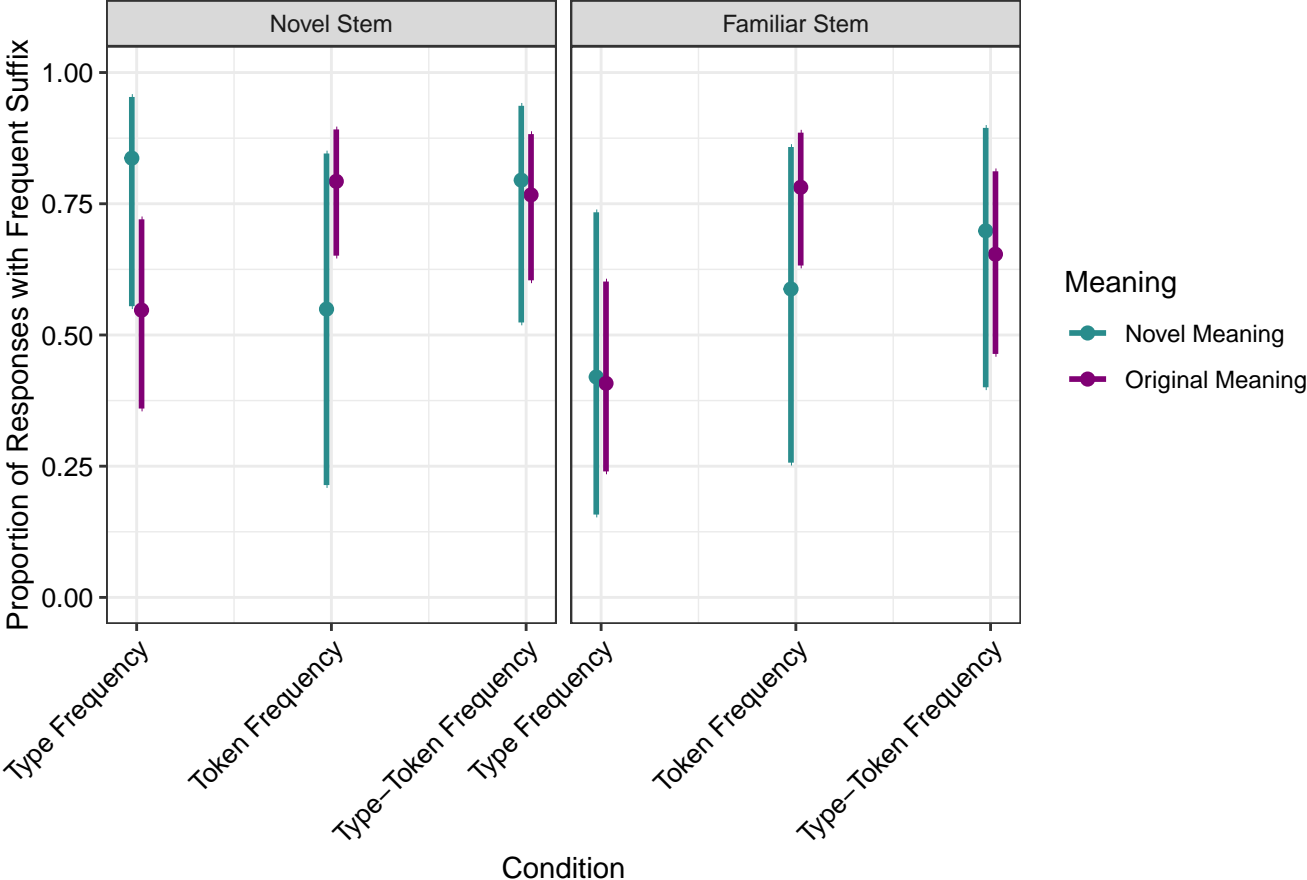 Novel Stem
Familiar Stem
Proportion of Responses with Frequent Suffix
1.00
0.75
0.50
0.25
0.00
Type Frequency
Token Frequency
Type−Token Frequency
Type Frequency
Token Frequency
Type−Token Frequency
Condition
Meaning
Novel Meaning
Original Meaning